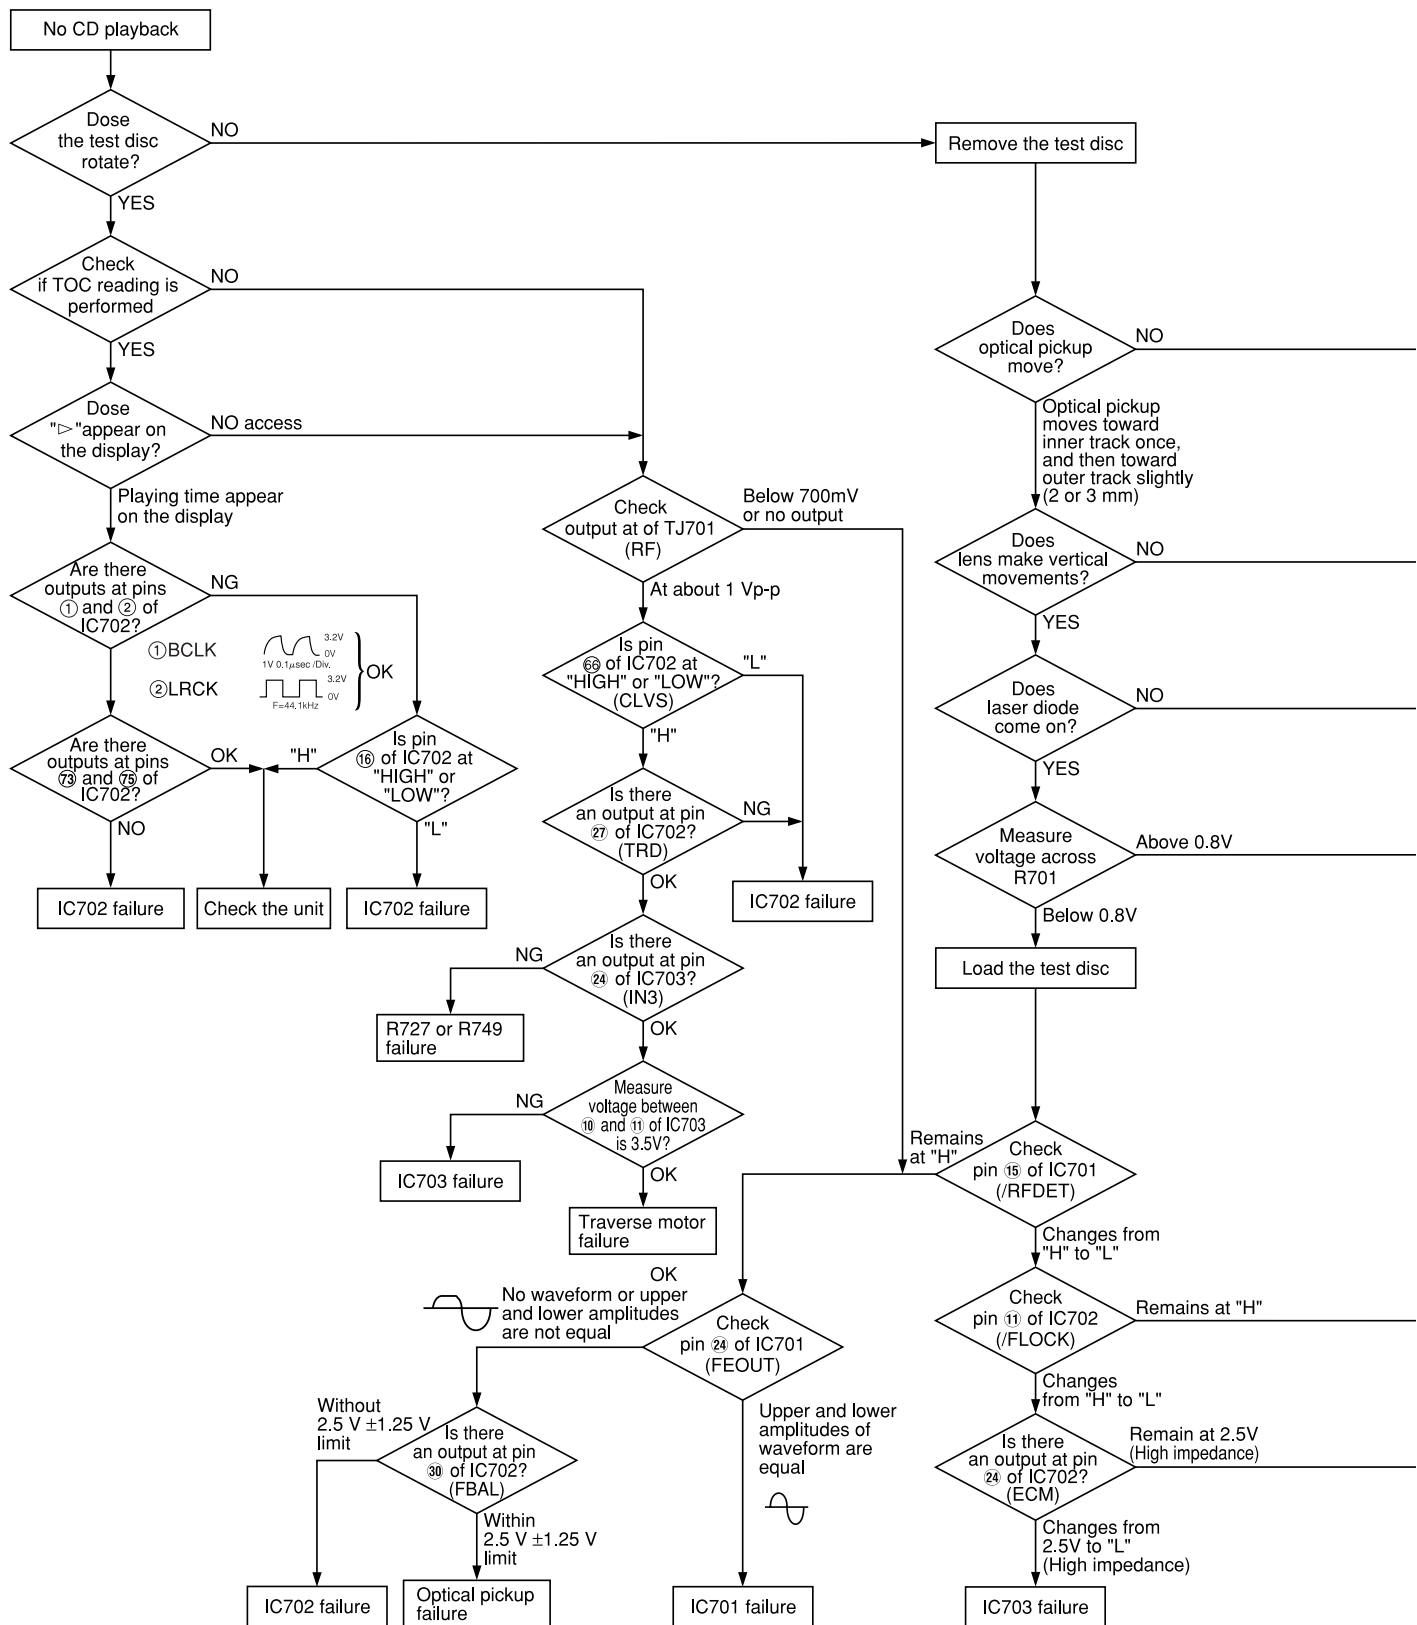 No CD playback
Dose
the test disc
rotate?
NO
YES
Remove the test disc
Check
if TOC reading is
performed
NO
YES
Dose
"▷"appear on
the display?
NO access
Playing time appear
on the display
Are there
outputs at pins
① and ② of
IC702?
NG
①BCLK
3.2V
0V
1V 0.1µsec /Div.
②LRCK
3.2V
0V
F=44.1kHz
OK
Are there
outputs at pins
㊼ and ㊾ of
IC702?
OK
NO
"H"
Is pin
⑯ of IC702 at
"HIGH" or
"LOW"?
"L"
IC702 failure
Check the unit
IC702 failure
Check
output at of TJ701
(RF)
Below 700mV
or no output
At about 1 Vp-p
Is pin
66 of IC702 at
"HIGH" or "LOW"?
(CLVS)
"L"
"H"
Is there
an output at pin
㉗ of IC702?
(TRD)
NG
OK
IC702 failure
Is there
an output at pin
㉔ of IC703?
(IN3)
NG
OK
R727 or R749
failure
Measure
voltage between
⑩ and ⑪ of IC703
is 3.5V?
NG
OK
IC703 failure
Traverse motor
failure
Does
optical pickup
move?
NO
Optical pickup
moves toward
inner track once,
and then toward
outer track slightly
(2 or 3 mm)
Does
lens make vertical
movements?
NO
YES
Does
laser diode
come on?
NO
YES
Measure
voltage across
R701
Above 0.8V
Below 0.8V
Load the test disc
Remains
at "H"
Check
pin ⑮ of IC701
(/RFDET)
Changes from
"H" to "L"
Check
pin ⑪ of IC702
(/FLOCK)
Remains at "H"
Changes
from "H" to "L"
Is there
an output at pin
㉔ of IC702?
(ECM)
Remain at 2.5V
(High impedance)
Changes from
2.5V to "L"
(High impedance)
IC703 failure
OK
No waveform or upper
and lower amplitudes
are not equal
Check
pin ㉔ of IC701
(FEOUT)
Upper and lower
amplitudes of
waveform are
equal
Without
2.5 V ±1.25 V
limit
Is there
an output at pin
㉚ of IC702?
(FBAL)
Within
2.5 V ±1.25 V
limit
IC702 failure
Optical pickup
failure
IC701 failure